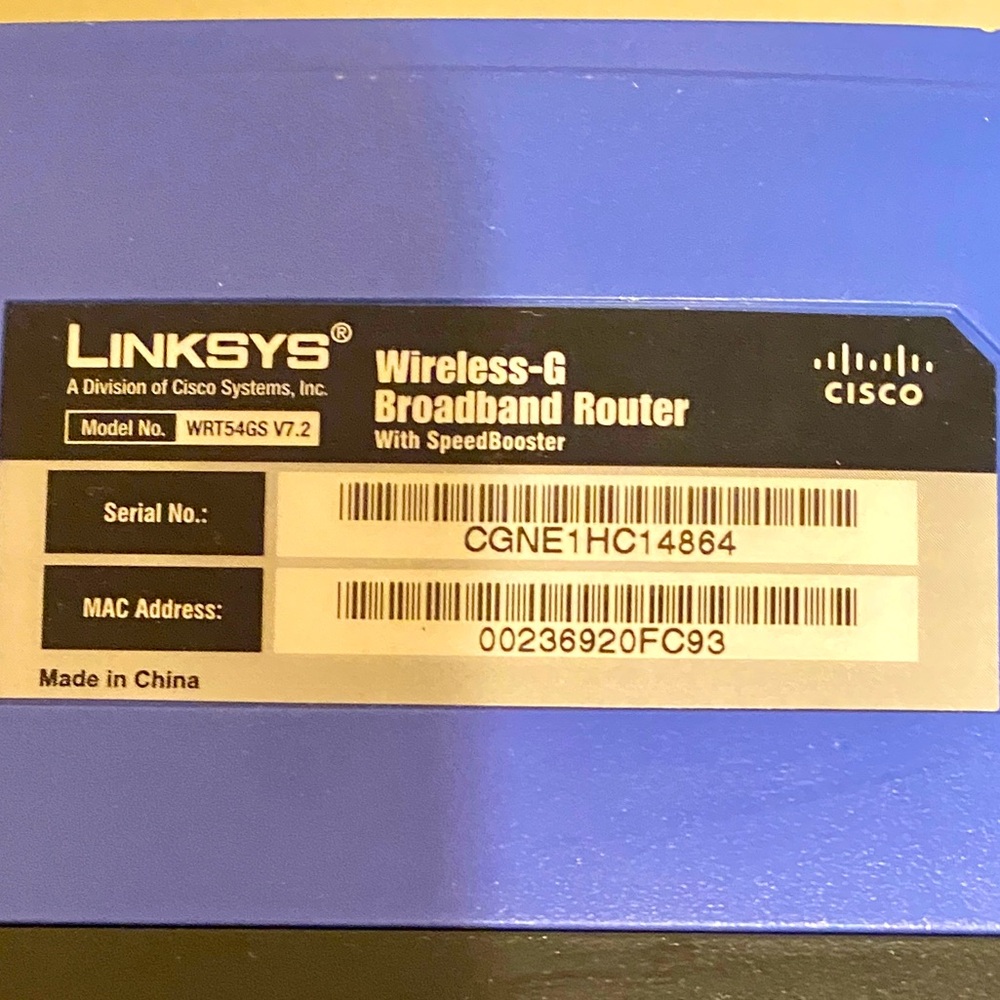 LINKSYS®
A Division of Cisco Systems, Inc.
Model No. WRT54GS V7.2
Wireless-G
Broadband Router
With SpeedBooster
CISCO
Serial No.:
CGNE1HC14864
MAC Address:
00236920FC93
Made in China